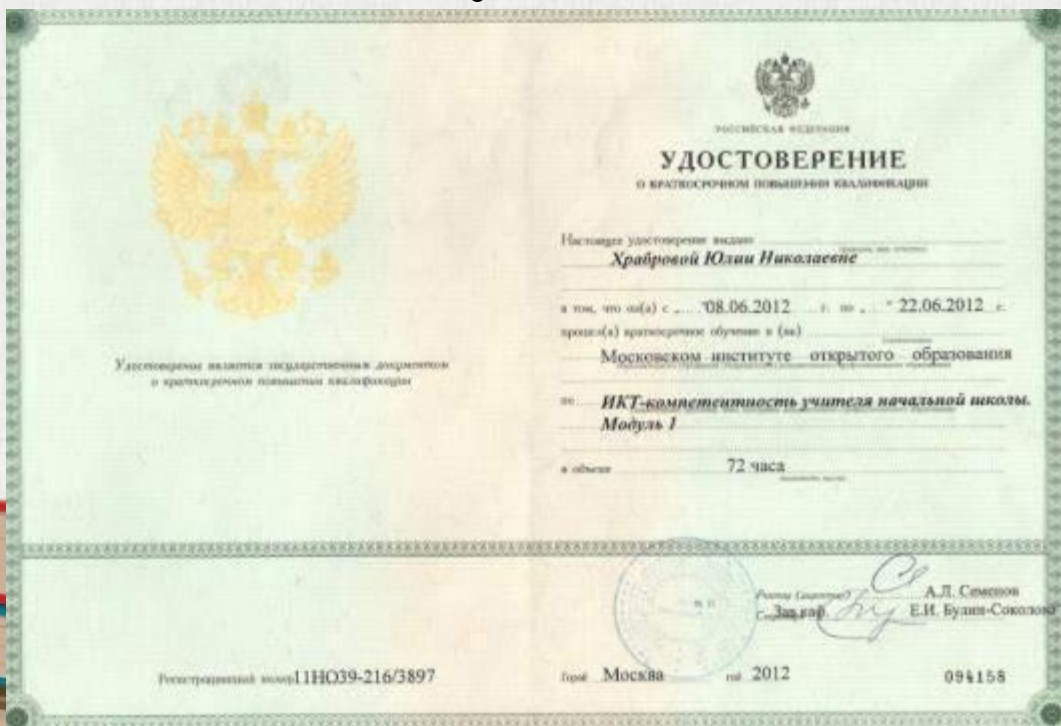 Удостоверение является государственным документом
о краткосрочном повышении квалификации
РОССИЙСКАЯ ФЕДЕРАЦИЯ
УДОСТОВЕРЕНИЕ
О КРАТКОСРОЧНОМ ПОВЫШЕНИИ КВАЛИФИКАЦИИ
Настоящее удостоверение выдано
Храбровой Юлии Николаевне
в том, что он(а) с „ "08.06.2012 г. по „ " 22.06.2012 г.
прошел(а) краткосрочное обучение в (на)
Московском институте открытого образования
по ИКТ-компетентность учителя начальной школы.
Модуль 1
в объеме 72 часа
Ректор (директор) А.Л. Семенов
Зав.каф. Е.И. Булин-Соколова
Регистрационный номер 11НО39-216/3897
Город Москва год 2012
094158